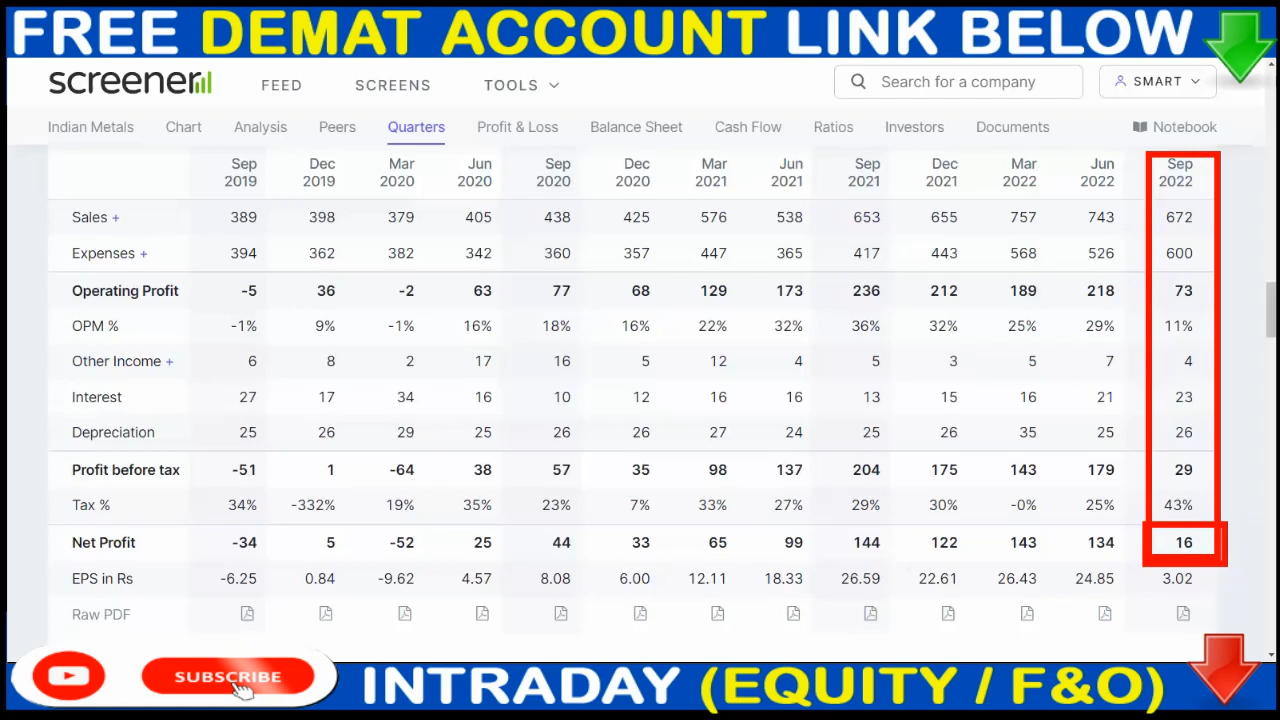 FREE DEMAT ACCOUNT LINK BELOW
screener FEED SCREENS TOOLS Search for a company SMART
Indian Metals Chart Analysis Peers Quarters Profit & Loss Balance Sheet Cash Flow Ratios Investors Documents Notebook
Sep Dec Mar Jun Sep Dec Mar Jun Sep Dec Mar Jun Sep
2019 2019 2020 2020 2020 2020 2021 2021 2021 2021 2022 2022 2022
Sales + 389 398 379 405 438 425 576 538 653 655 757 743 672
Expenses + 394 362 382 342 360 357 447 365 417 443 568 526 600
Operating Profit -5 36 -2 63 77 68 129 173 236 212 189 218 73
OPM % -1% 9% -1% 16% 18% 16% 22% 32% 36% 32% 25% 29% 11%
Other Income + 6 8 2 17 16 5 12 4 5 3 5 7 4
Interest 27 17 34 16 10 12 16 16 13 15 16 21 23
Depreciation 25 26 29 25 26 26 27 24 25 26 35 25 26
Profit before tax -51 1 -64 38 57 35 98 137 204 175 143 179 29
Tax % 34% -332% 19% 35% 23% 7% 33% 27% 29% 30% -0% 25% 43%
Net Profit -34 5 -52 25 44 33 65 99 144 122 143 134 16
EPS in Rs -6.25 0.84 -9.62 4.57 8.08 6.00 12.11 18.33 26.59 22.61 26.43 24.85 3.02
Raw PDF
SUBSCRIBE INTRADAY (EQUITY / F&O)